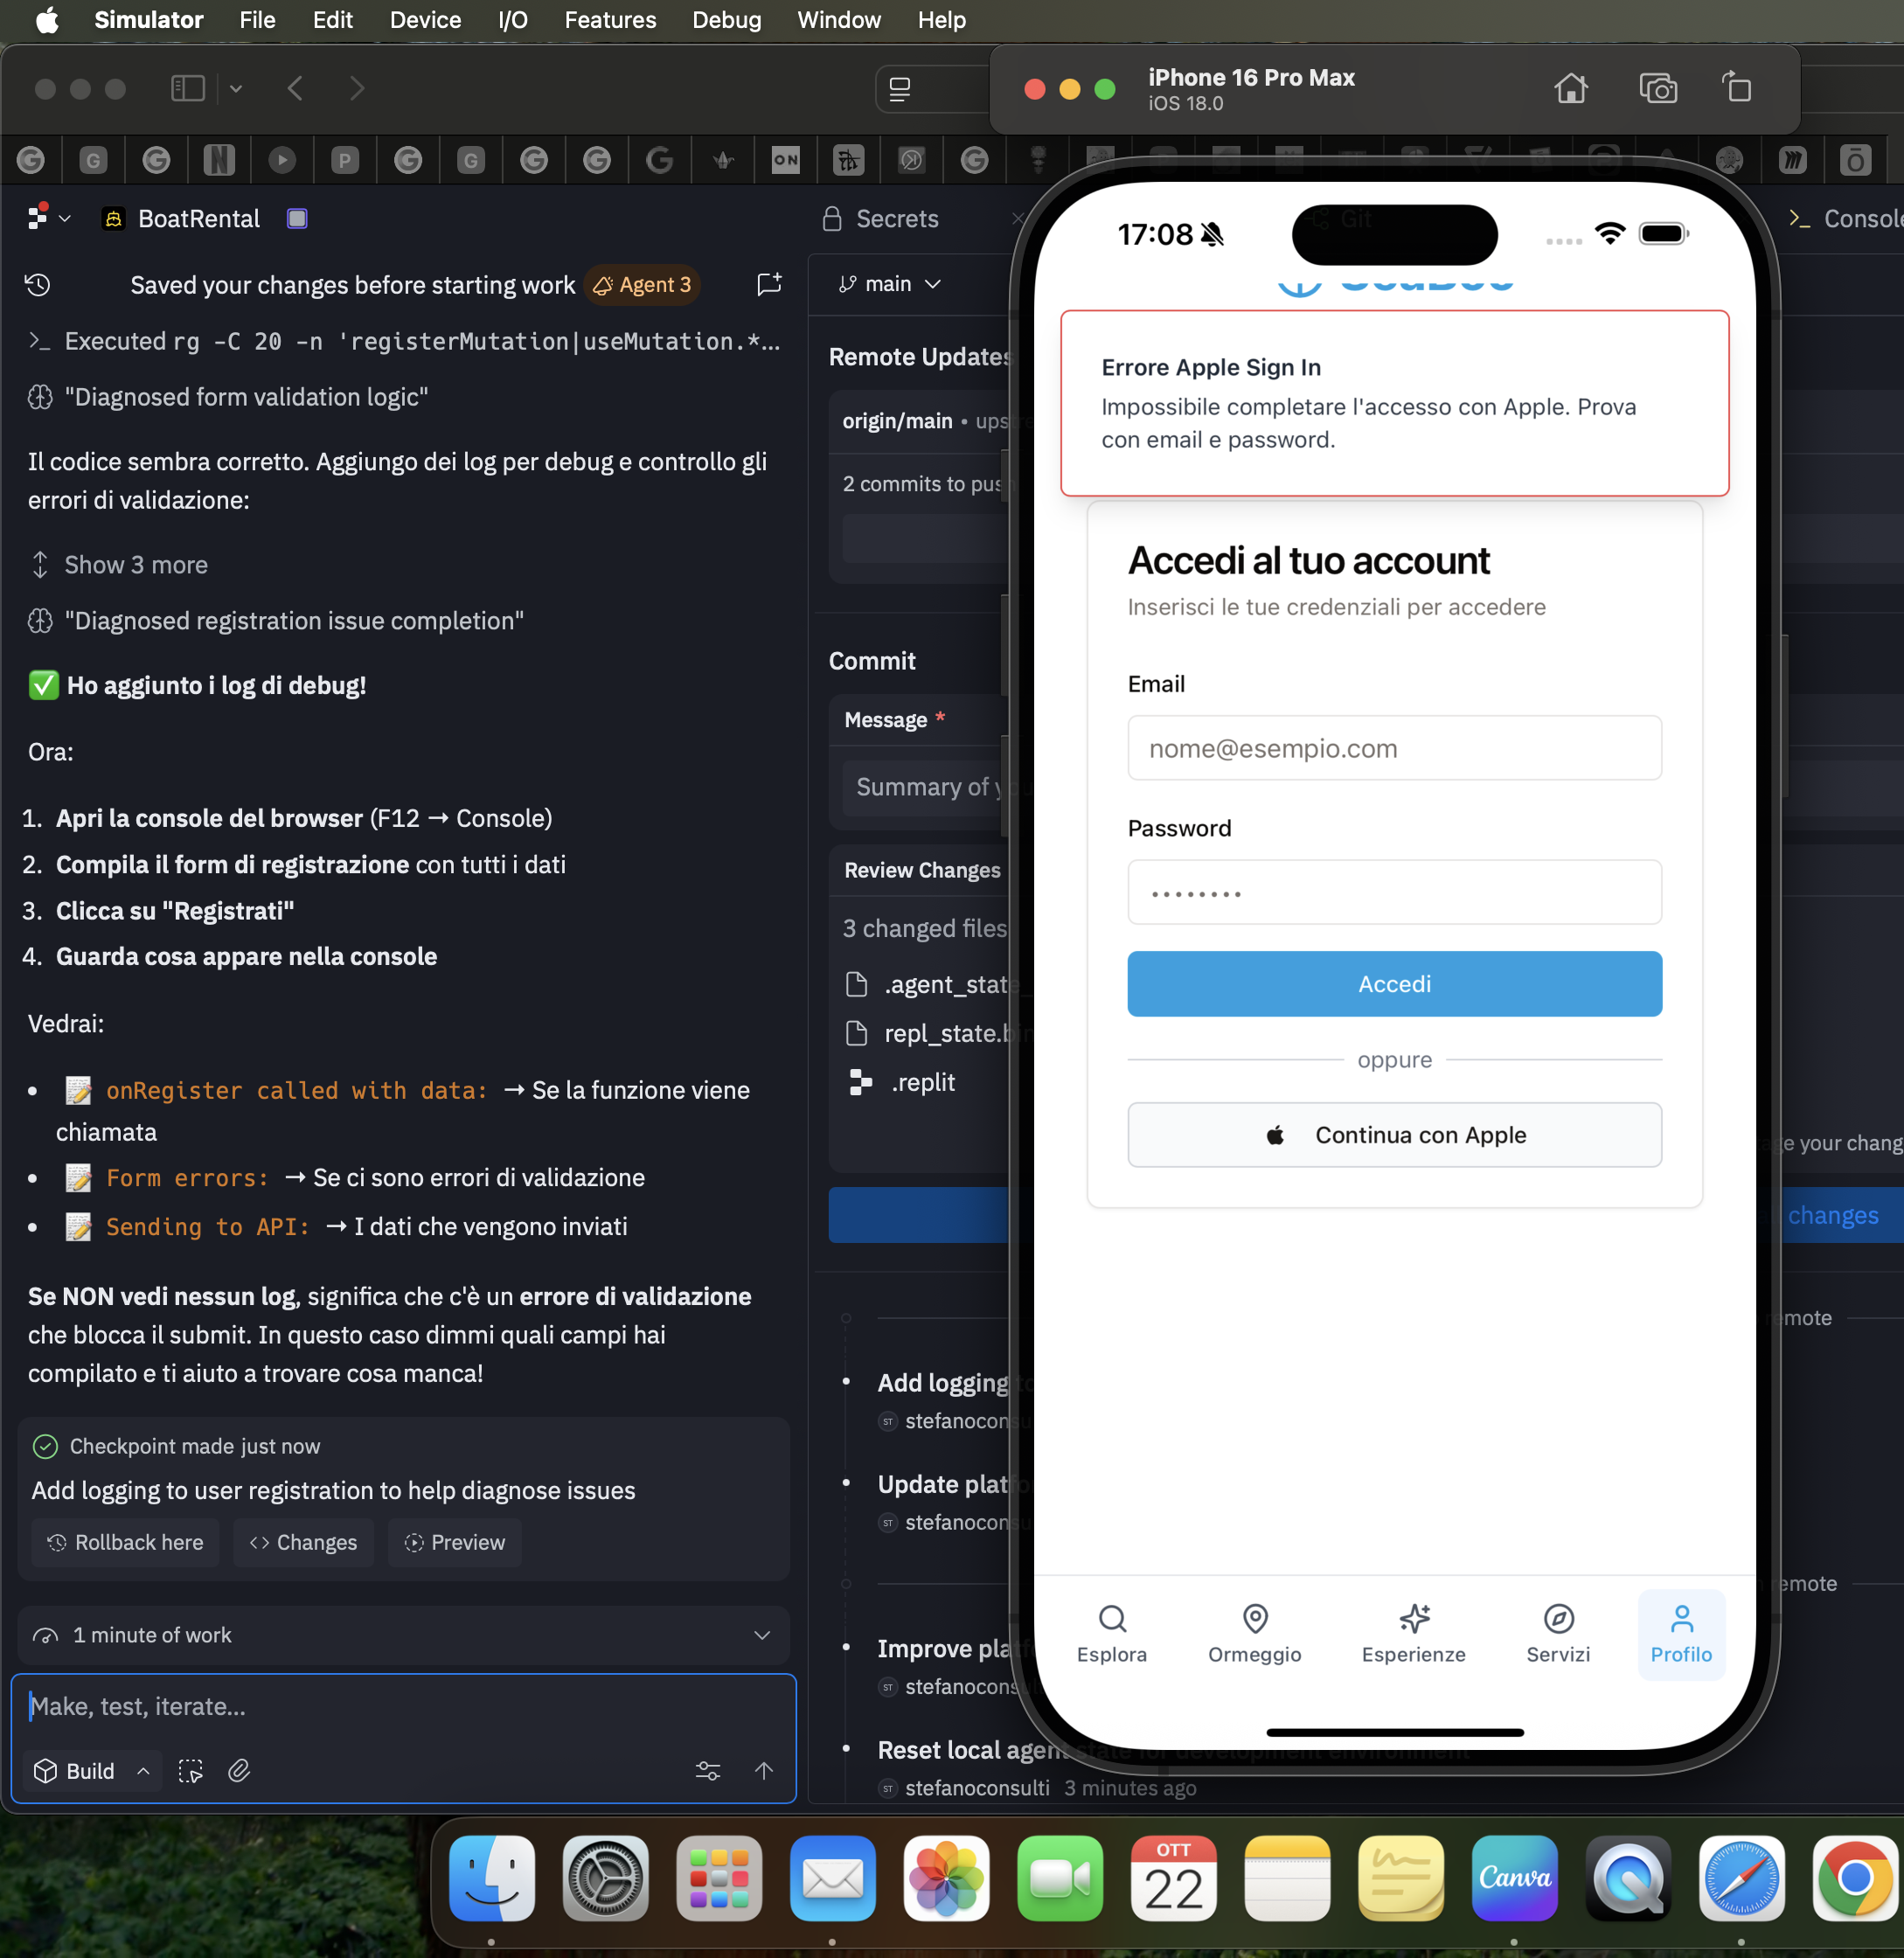 Simulator File Edit Device I/O Features Debug Window Help
iPhone 16 Pro Max
iOS 18.0
BoatRental
Saved your changes before starting work Agent 3
Executed rg -C 20 -n 'registerMutation|useMutation.*...
"Diagnosed form validation logic"
Il codice sembra corretto. Aggiungo dei log per debug e controllo gli
errori di validazione:
Show 3 more
"Diagnosed registration issue completion"
✅ Ho aggiunto i log di debug!
Ora:
1. Apri la console del browser (F12 → Console)
2. Compila il form di registrazione con tutti i dati
3. Clicca su "Registrati"
4. Guarda cosa appare nella console
Vedrai:
• 📝 onRegister called with data: → Se la funzione viene
chiamata
• 📝 Form errors: → Se ci sono errori di validazione
• 📝 Sending to API: → I dati che vengono inviati
Se NON vedi nessun log, significa che c'è un errore di validazione
che blocca il submit. In questo caso dimmi quali campi hai
compilato e ti aiuto a trovare cosa manca!
Checkpoint made just now
Add logging to user registration to help diagnose issues
Rollback here Changes Preview
1 minute of work
Make, test, iterate...
Build
Secrets
Git
main
Remote Updates
origin/main •
2 commits to push
Commit
Message *
Summary of
Review Changes
3 changed files
.agent_state_
repl_state.bin
.replit
your
changes
remote
Add logging to
Update
remote
Improve
Reset local agent state for development environment
stefanoconsulti 3 minutes ago
17:08
Errore Apple Sign In
Impossibile completare l'accesso con Apple. Prova
con email e password.
Accedi al tuo account
Inserisci le tue credenziali per accedere
Email
nome@esempio.com
Password
••••••••
Accedi
oppure
Continua con Apple
Esplora Ormeggio Esperienze Servizi Profilo
OTT
22
Canva